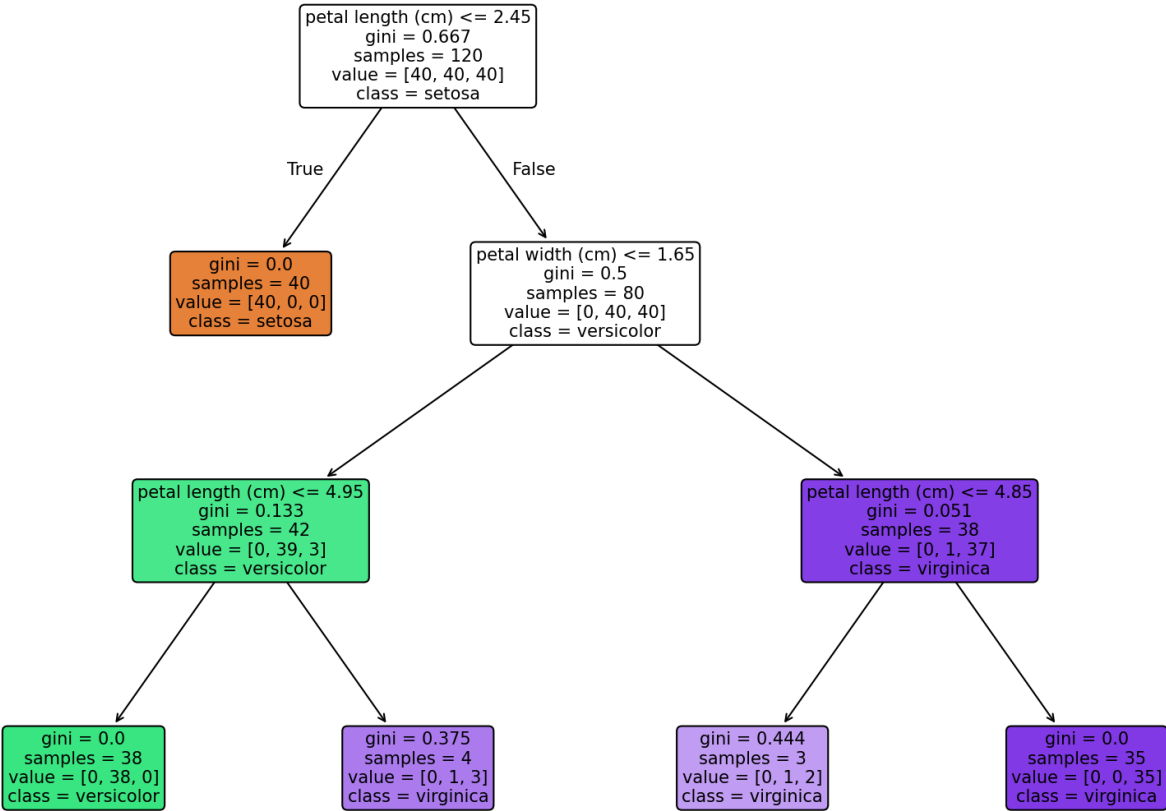 petal length (cm) <= 2.45
gini = 0.667
samples = 120
value = [40, 40, 40]
class = setosa
True
False
gini = 0.0
samples = 40
value = [40, 0, 0]
class = setosa
petal width (cm) <= 1.65
gini = 0.5
samples = 80
value = [0, 40, 40]
class = versicolor
petal length (cm) <= 4.95
gini = 0.133
samples = 42
value = [0, 39, 3]
class = versicolor
petal length (cm) <= 4.85
gini = 0.051
samples = 38
value = [0, 1, 37]
class = virginica
gini = 0.0
samples = 38
value = [0, 38, 0]
class = versicolor
gini = 0.375
samples = 4
value = [0, 1, 3]
class = virginica
gini = 0.444
samples = 3
value = [0, 1, 2]
class = virginica
gini = 0.0
samples = 35
value = [0, 0, 35]
class = virginica